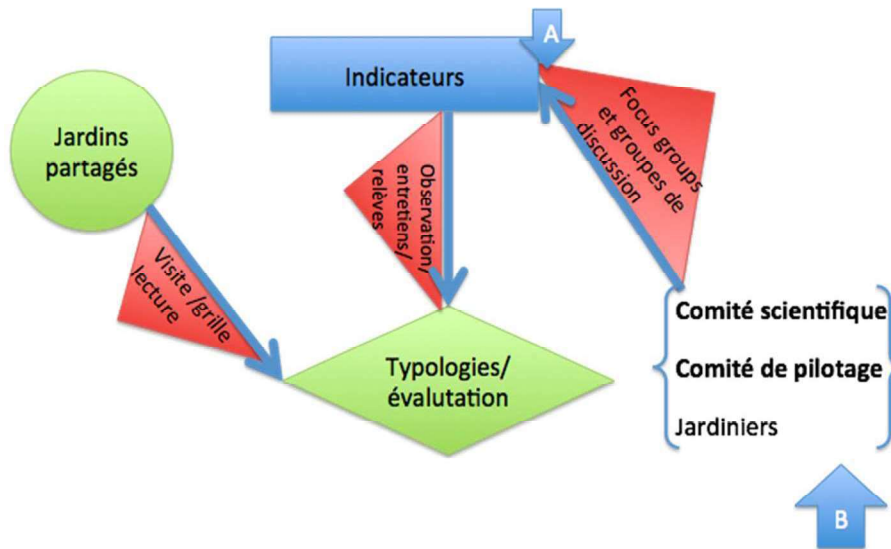 A
B
Indicateurs
Jardins
partagés
Focus groups
et groupes de
discussion
Observation/
entretiens/
relèves
Visite /grille
lecture
Typologies/
évalutation
Comité scientifique
Comité de pilotage
Jardiniers